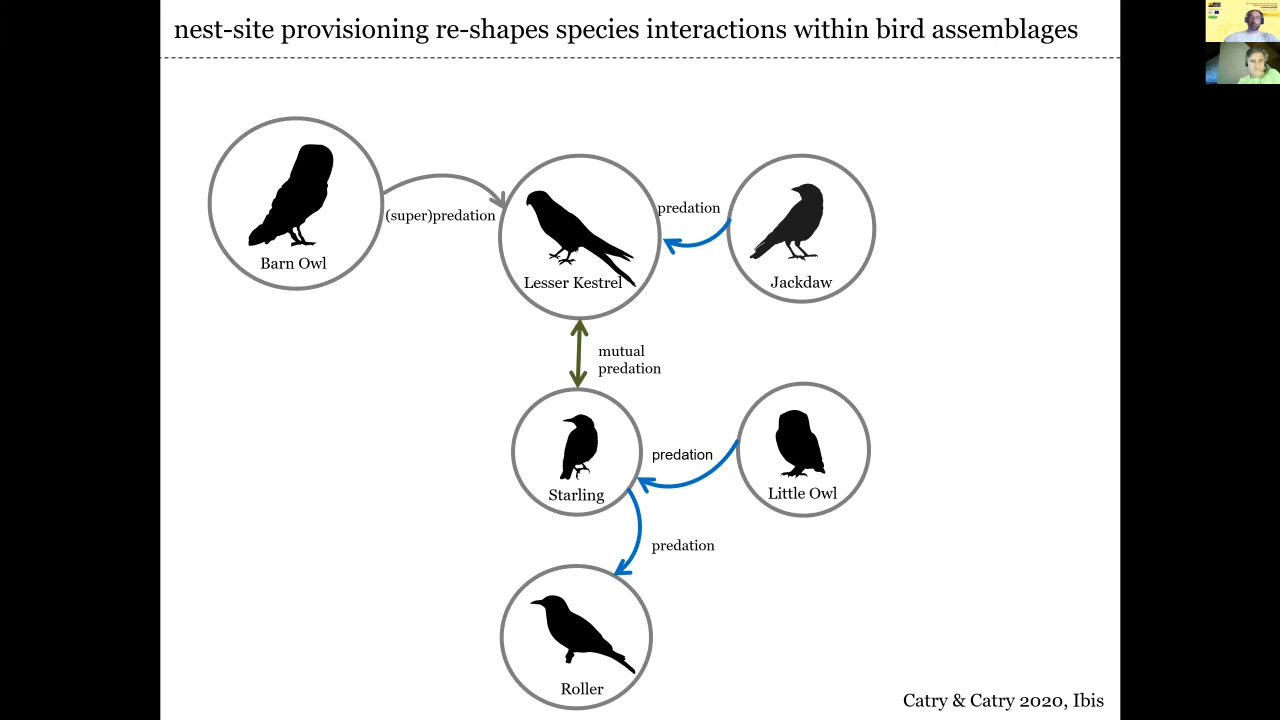 nest-site provisioning re-shapes species interactions within bird assemblages
(super)predation
Barn Owl
Lesser Kestrel
predation
Jackdaw
mutual
predation
Starling
predation
Little Owl
predation
Roller
Catry & Catry 2020, Ibis